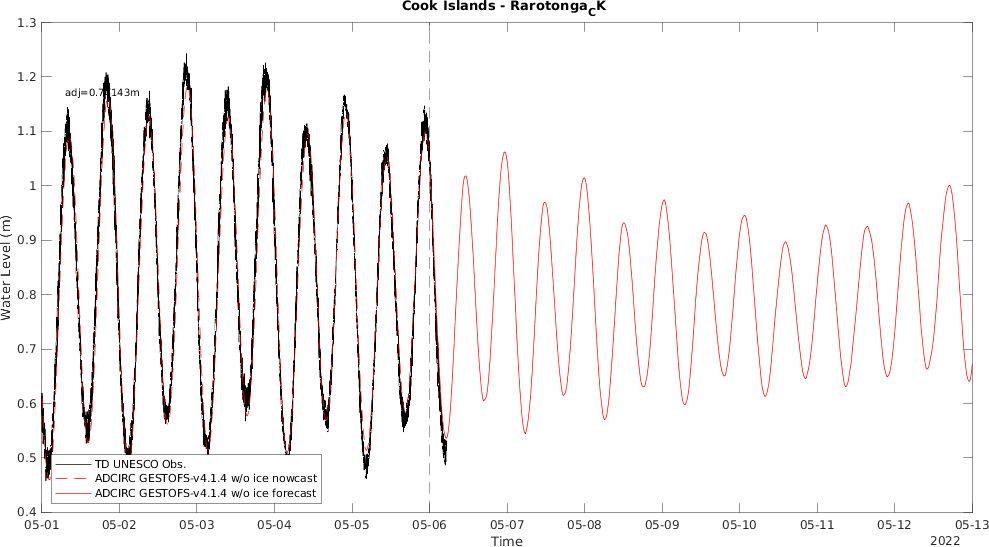 Cook Islands - RarotongaCK
1.3
1.2
1.1
1
0.9
0.8
0.7
0.6
0.5
0.4
Water Level (m)
TD UNESCO Obs.
ADCIRC GESTOFS-v4.1.4 w/o ice nowcast
ADCIRC GESTOFS-v4.1.4 w/o ice forecast
05-01 05-02 05-03 05-04 05-05 05-06 05-07 05-08 05-09 05-10 05-11 05-12 05-13
Time
2022